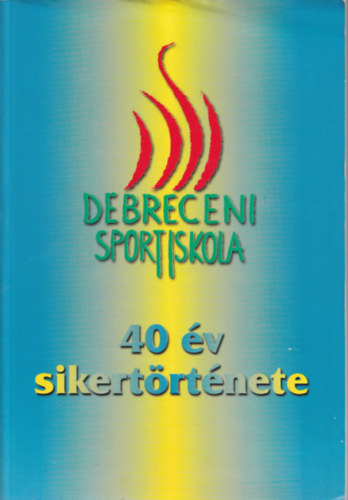 DEBRECENI
SPORTISKOLA
40 év
sikertörténete